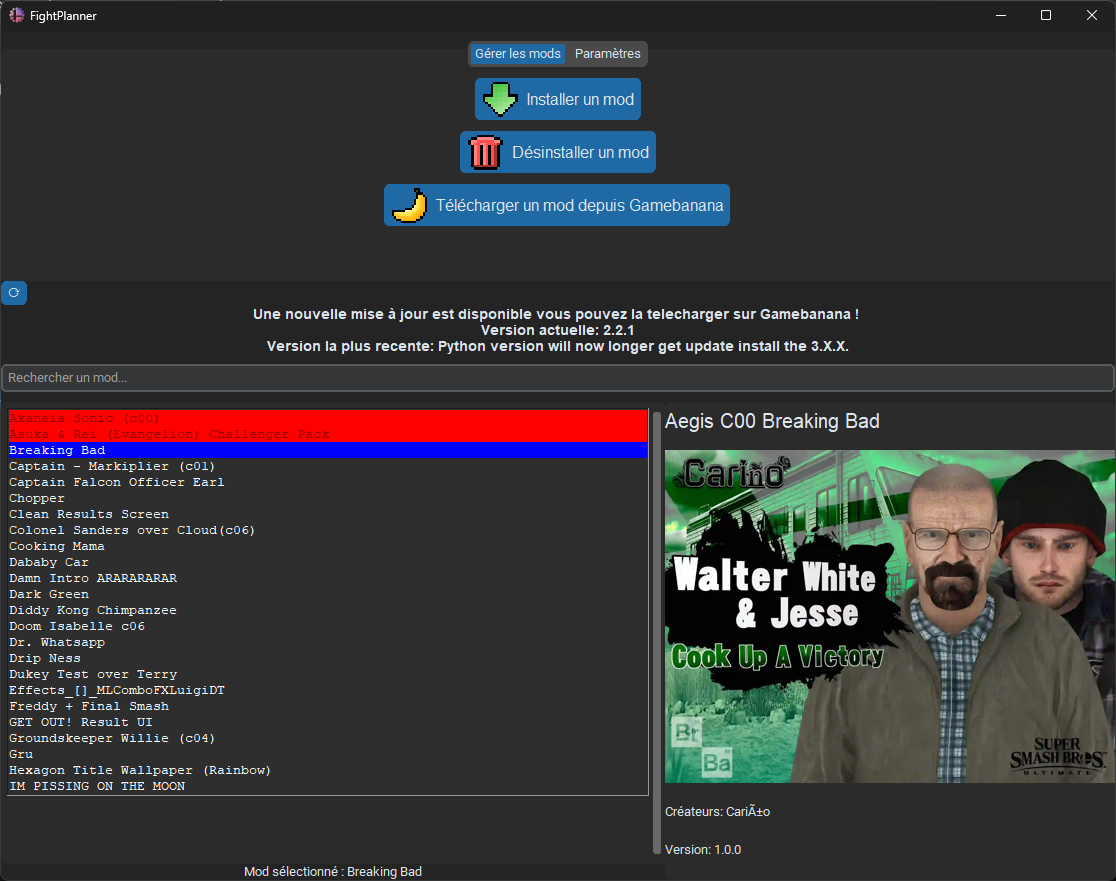 FightPlanner
Gérer les mods Paramètres
Installer un mod
Désinstaller un mod
Télécharger un mod depuis Gamebanana
Une nouvelle mise à jour est disponible vous pouvez la telecharger sur Gamebanana !
Version actuelle: 2.2.1
Version la plus recente: Python version will now longer get update install the 3.X.X.
Rechercher un mod...
Akaneia Sonic (c00)
Asuka & Rei (Evangelion) Challenger Pack
Breaking Bad
Captain - Markiplier (c01)
Captain Falcon Officer Earl
Chopper
Clean Results Screen
Colonel Sanders over Cloud(c06)
Cooking Mama
Dababy Car
Damn Intro ARARARARAR
Dark Green
Diddy Kong Chimpanzee
Doom Isabelle c06
Dr. Whatsapp
Drip Ness
Dukey Test over Terry
Effects_[]_MLComboFXLuigiDT
Freddy + Final Smash
GET OUT! Result UI
Groundskeeper Willie (c04)
Gru
Hexagon Title Wallpaper (Rainbow)
IM PISSING ON THE MOON
Aegis C00 Breaking Bad
Cariño
Walter White
& Jesse
Cook Up A Victory
Br
Ba
SUPER
SMASH BROS.
ULTIMATE
Créateurs: CariÃ±o
Version: 1.0.0
Mod sélectionné : Breaking Bad